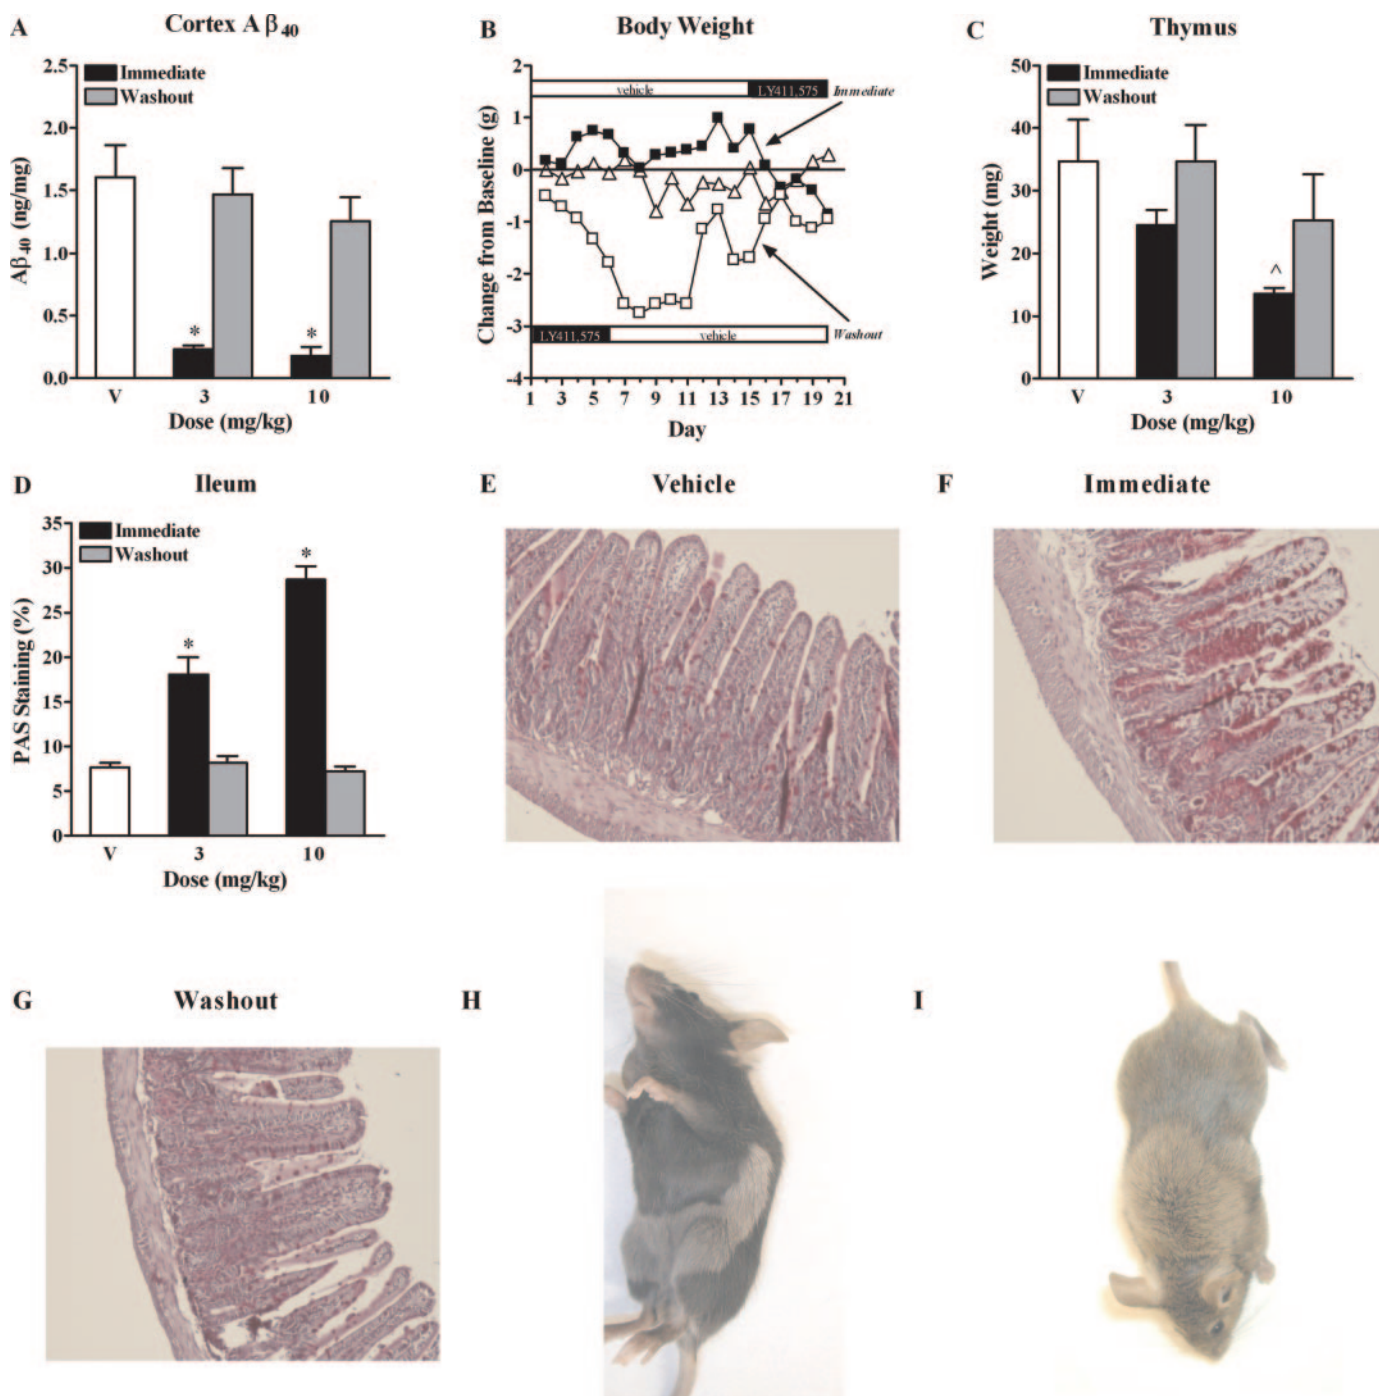 A
Cortex A β40
Aβ40 (ng/mg)
2.5
2.0
1.5
1.0
0.5
0.0
Immediate
Washout
*
*
V
3
10
Dose (mg/kg)
B
Body Weight
Change from Baseline (g)
2
1
0
-1
-2
-3
-4
vehicle
LY411,575
Immediate
LY411,575
vehicle
Washout
1
3
5
7
9
11
13
15
17
19
21
Day
C
Thymus
Weight (mg)
50
40
30
20
10
0
Immediate
Washout
^
V
3
10
Dose (mg/kg)
D
Ileum
PAS Staining (%)
35
30
25
20
15
10
5
0
Immediate
Washout
*
*
V
3
10
Dose (mg/kg)
E
Vehicle
F
Immediate
G
Washout
H
I